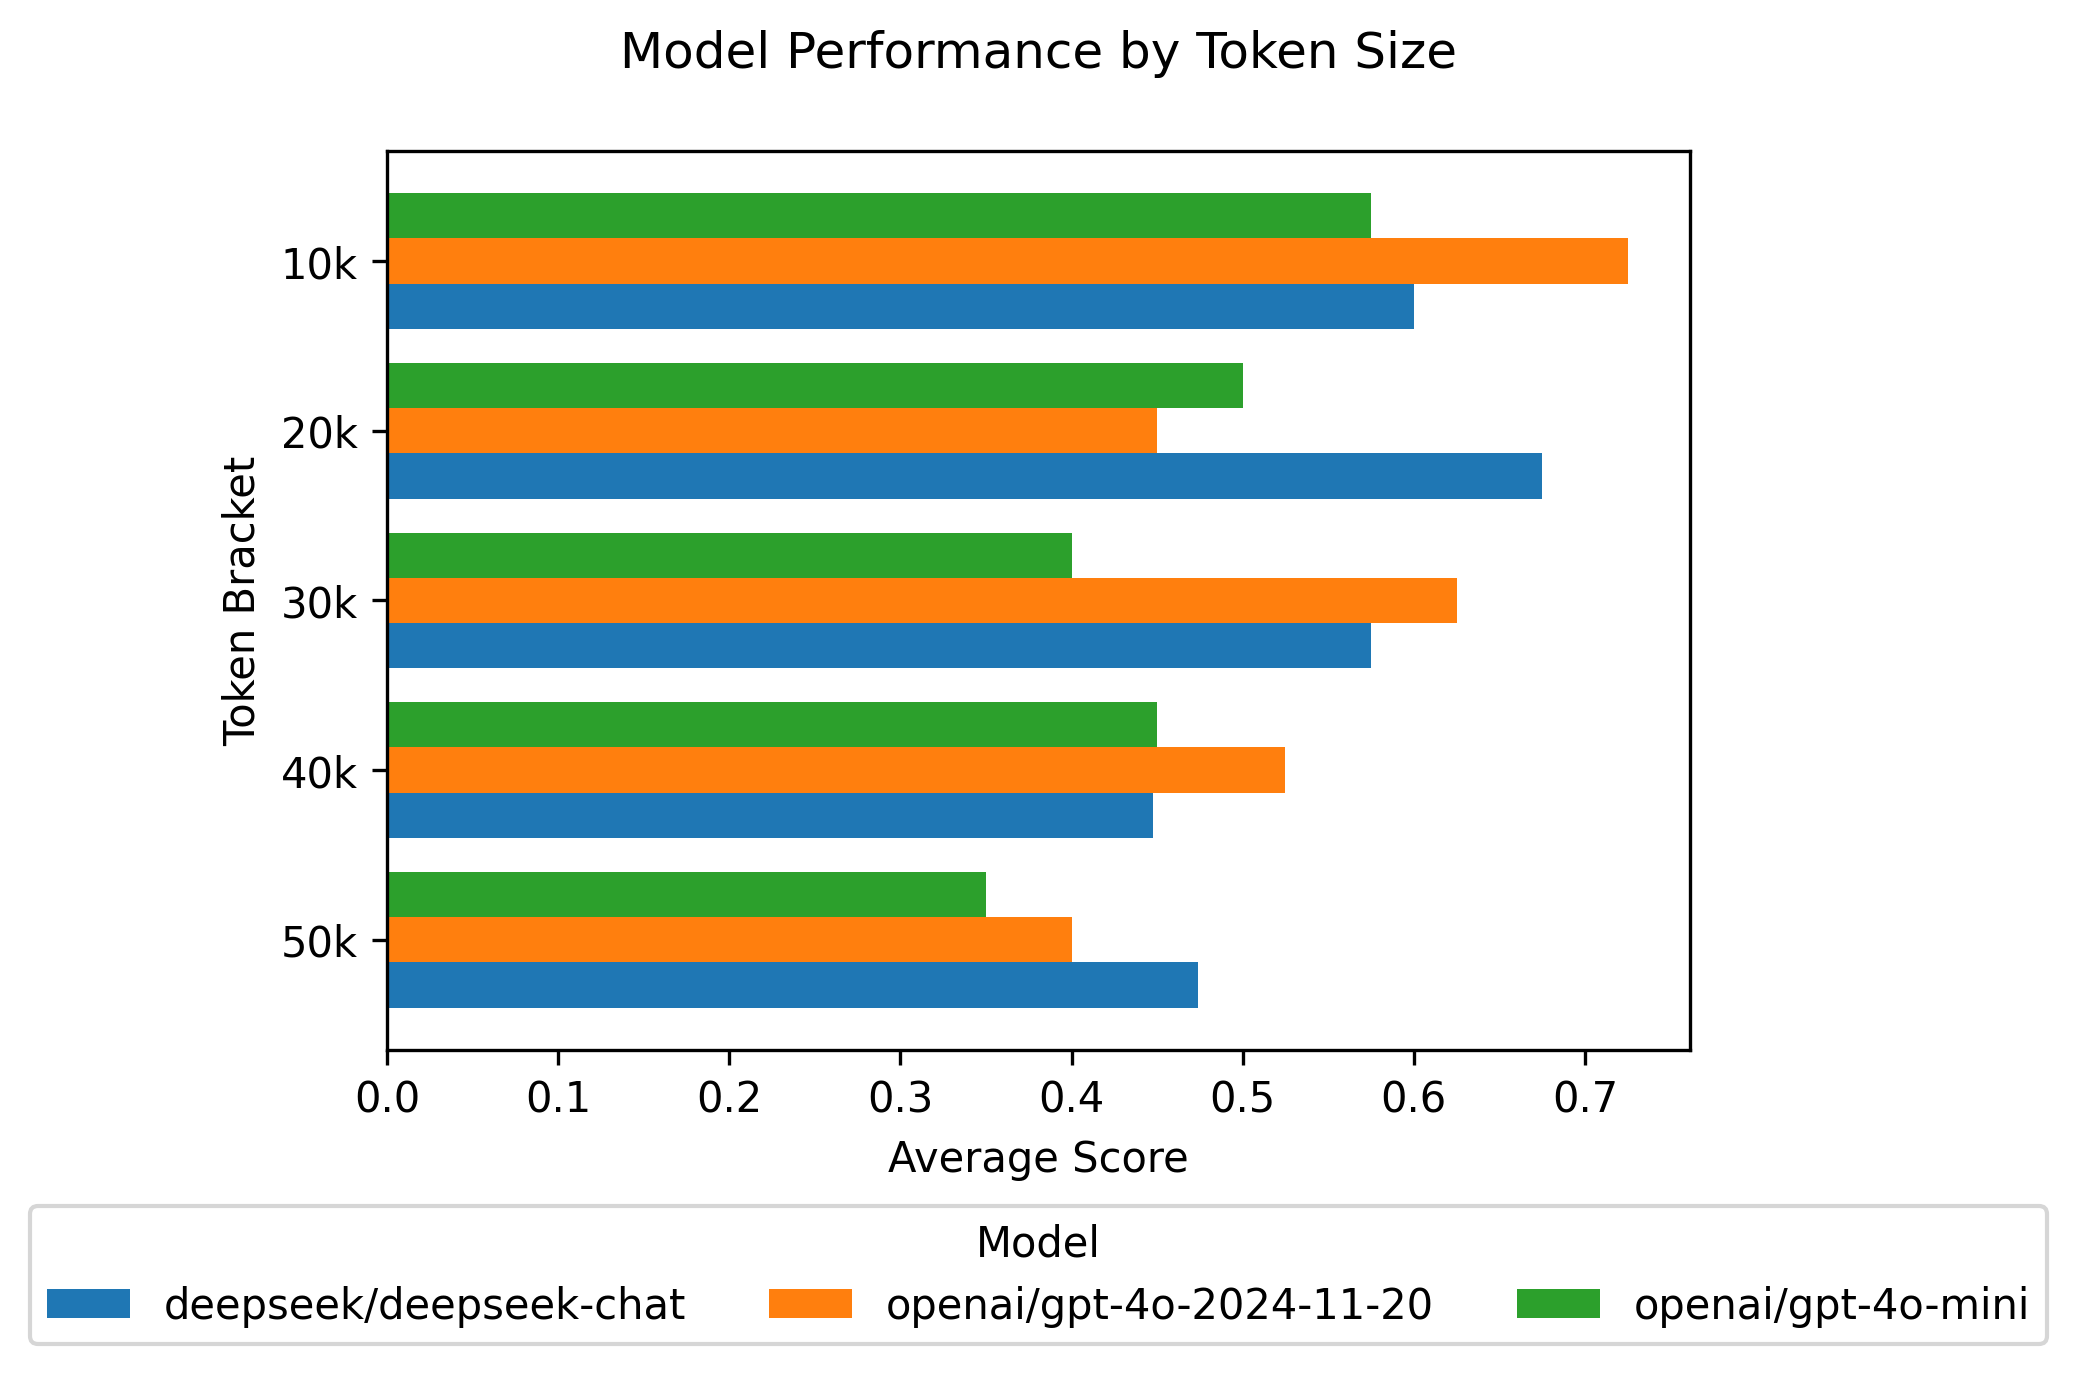 Model Performance by Token Size
10k
20k
30k
40k
50k
Token Bracket
0.0 0.1 0.2 0.3 0.4 0.5 0.6 0.7
Average Score
Model
deepseek/deepseek-chat openai/gpt-4o-2024-11-20 openai/gpt-4o-mini